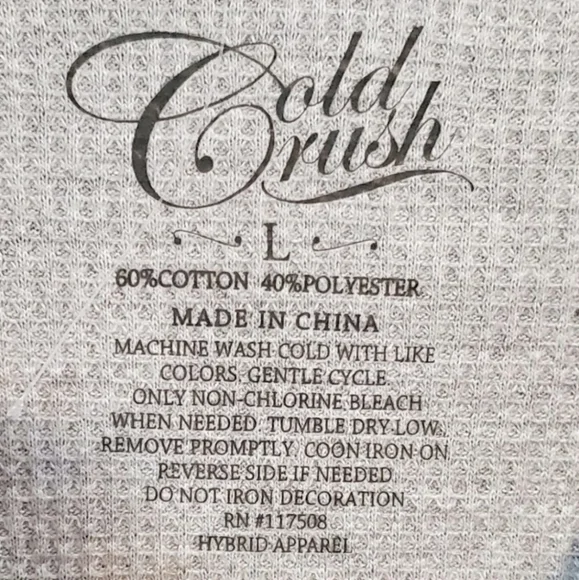 Cold
Crush
L
60%COTTON 40%POLYESTER
MADE IN CHINA
MACHINE WASH COLD WITH LIKE
COLORS, GENTLE CYCLE.
ONLY NON-CHLORINE BLEACH
WHEN NEEDED TUMBLE DRY LOW.
REMOVE PROMPTLY COON IRON ON
REVERSE SIDE IF NEEDED
DO NOT IRON DECORATION
RN #117508
HYBRID APPAREL